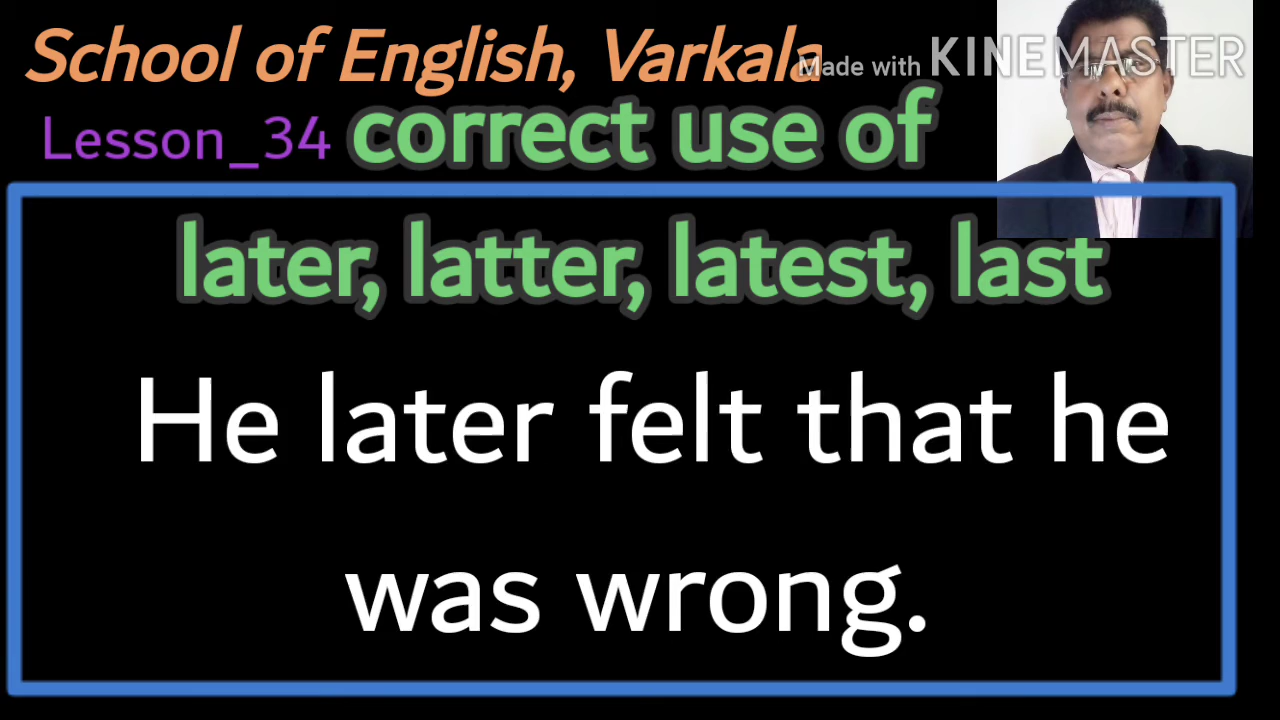 School of English, Varkala
Made with KINEMASTER
Lesson_34 correct use of
later, latter, latest, last
He later felt that he
was wrong.